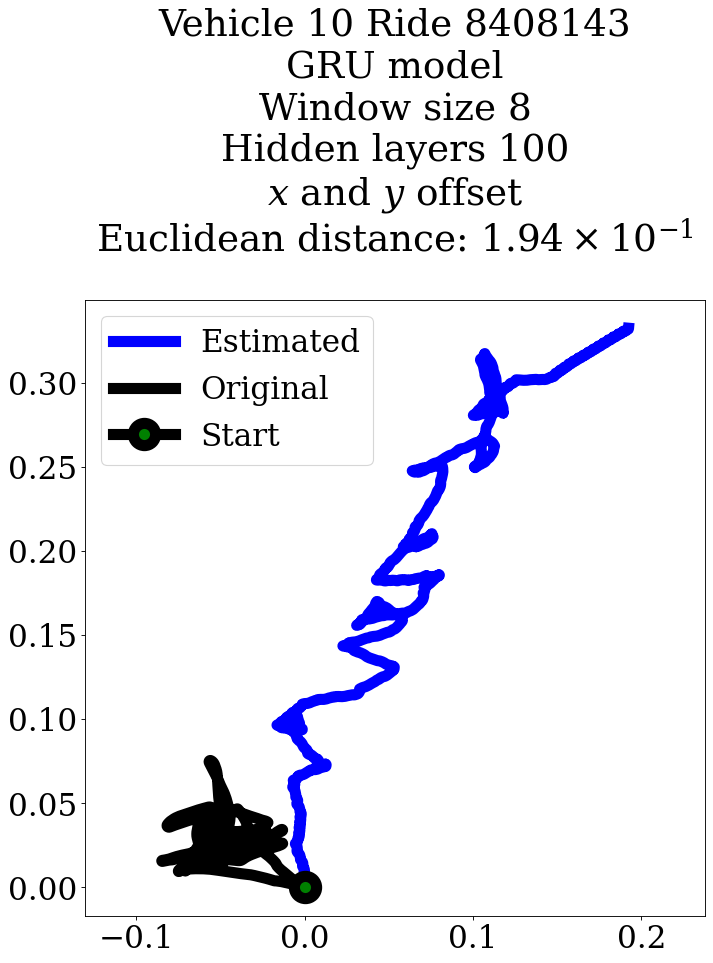 Vehicle 10 Ride 8408143
GRU model
Window size 8
Hidden layers 100
x and y offset
Euclidean distance: 1.94 × 10⁻¹
Estimated
Original
Start
0.30
0.25
0.20
0.15
0.10
0.05
0.00
−0.1 0.0 0.1 0.2